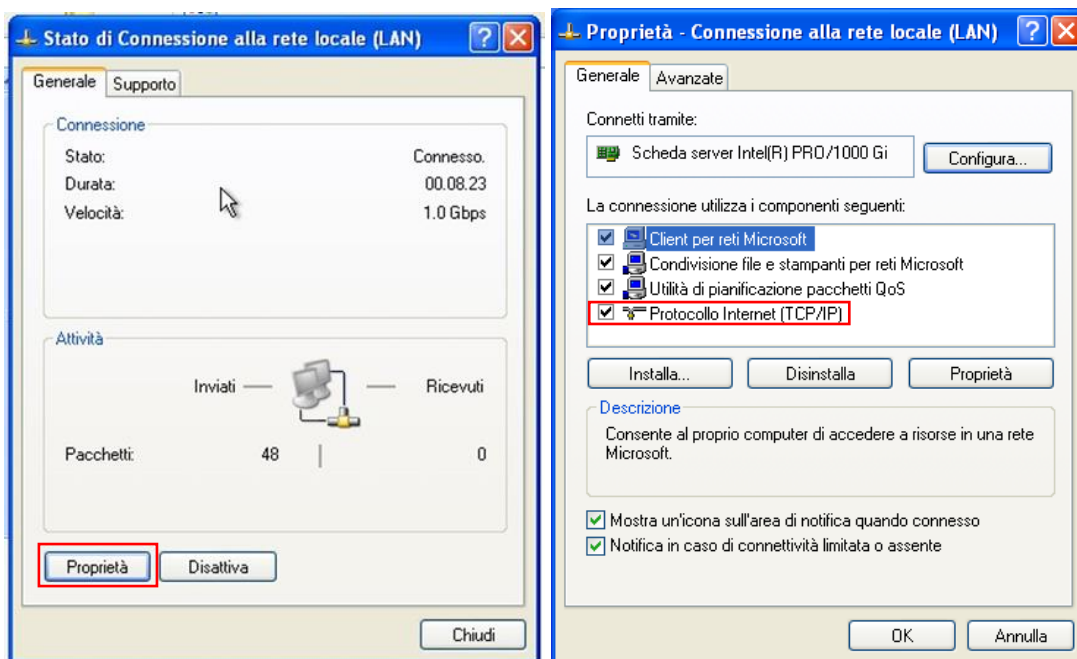 Stato di Connessione alla rete locale (LAN)
Generale Supporto
Connessione
Stato: Connesso.
Durata: 00.08.23
Velocità: 1.0 Gbps
Attività
Inviati Ricevuti
Pacchetti: 48 0
Proprietà Disattiva
Chiudi
Proprietà - Connessione alla rete locale (LAN)
Generale Avanzate
Connetti tramite:
Scheda server Intel(R) PRO/1000 Gi Configura...
La connessione utilizza i componenti seguenti:
Client per reti Microsoft
Condivisione file e stampanti per reti Microsoft
Utilità di pianificazione pacchetti QoS
Protocollo Internet (TCP/IP)
Installa... Disinstalla Proprietà
Descrizione
Consente al proprio computer di accedere a risorse in una rete
Microsoft.
Mostra un'icona sull'area di notifica quando connesso
Notifica in caso di connettività limitata o assente
OK Annulla